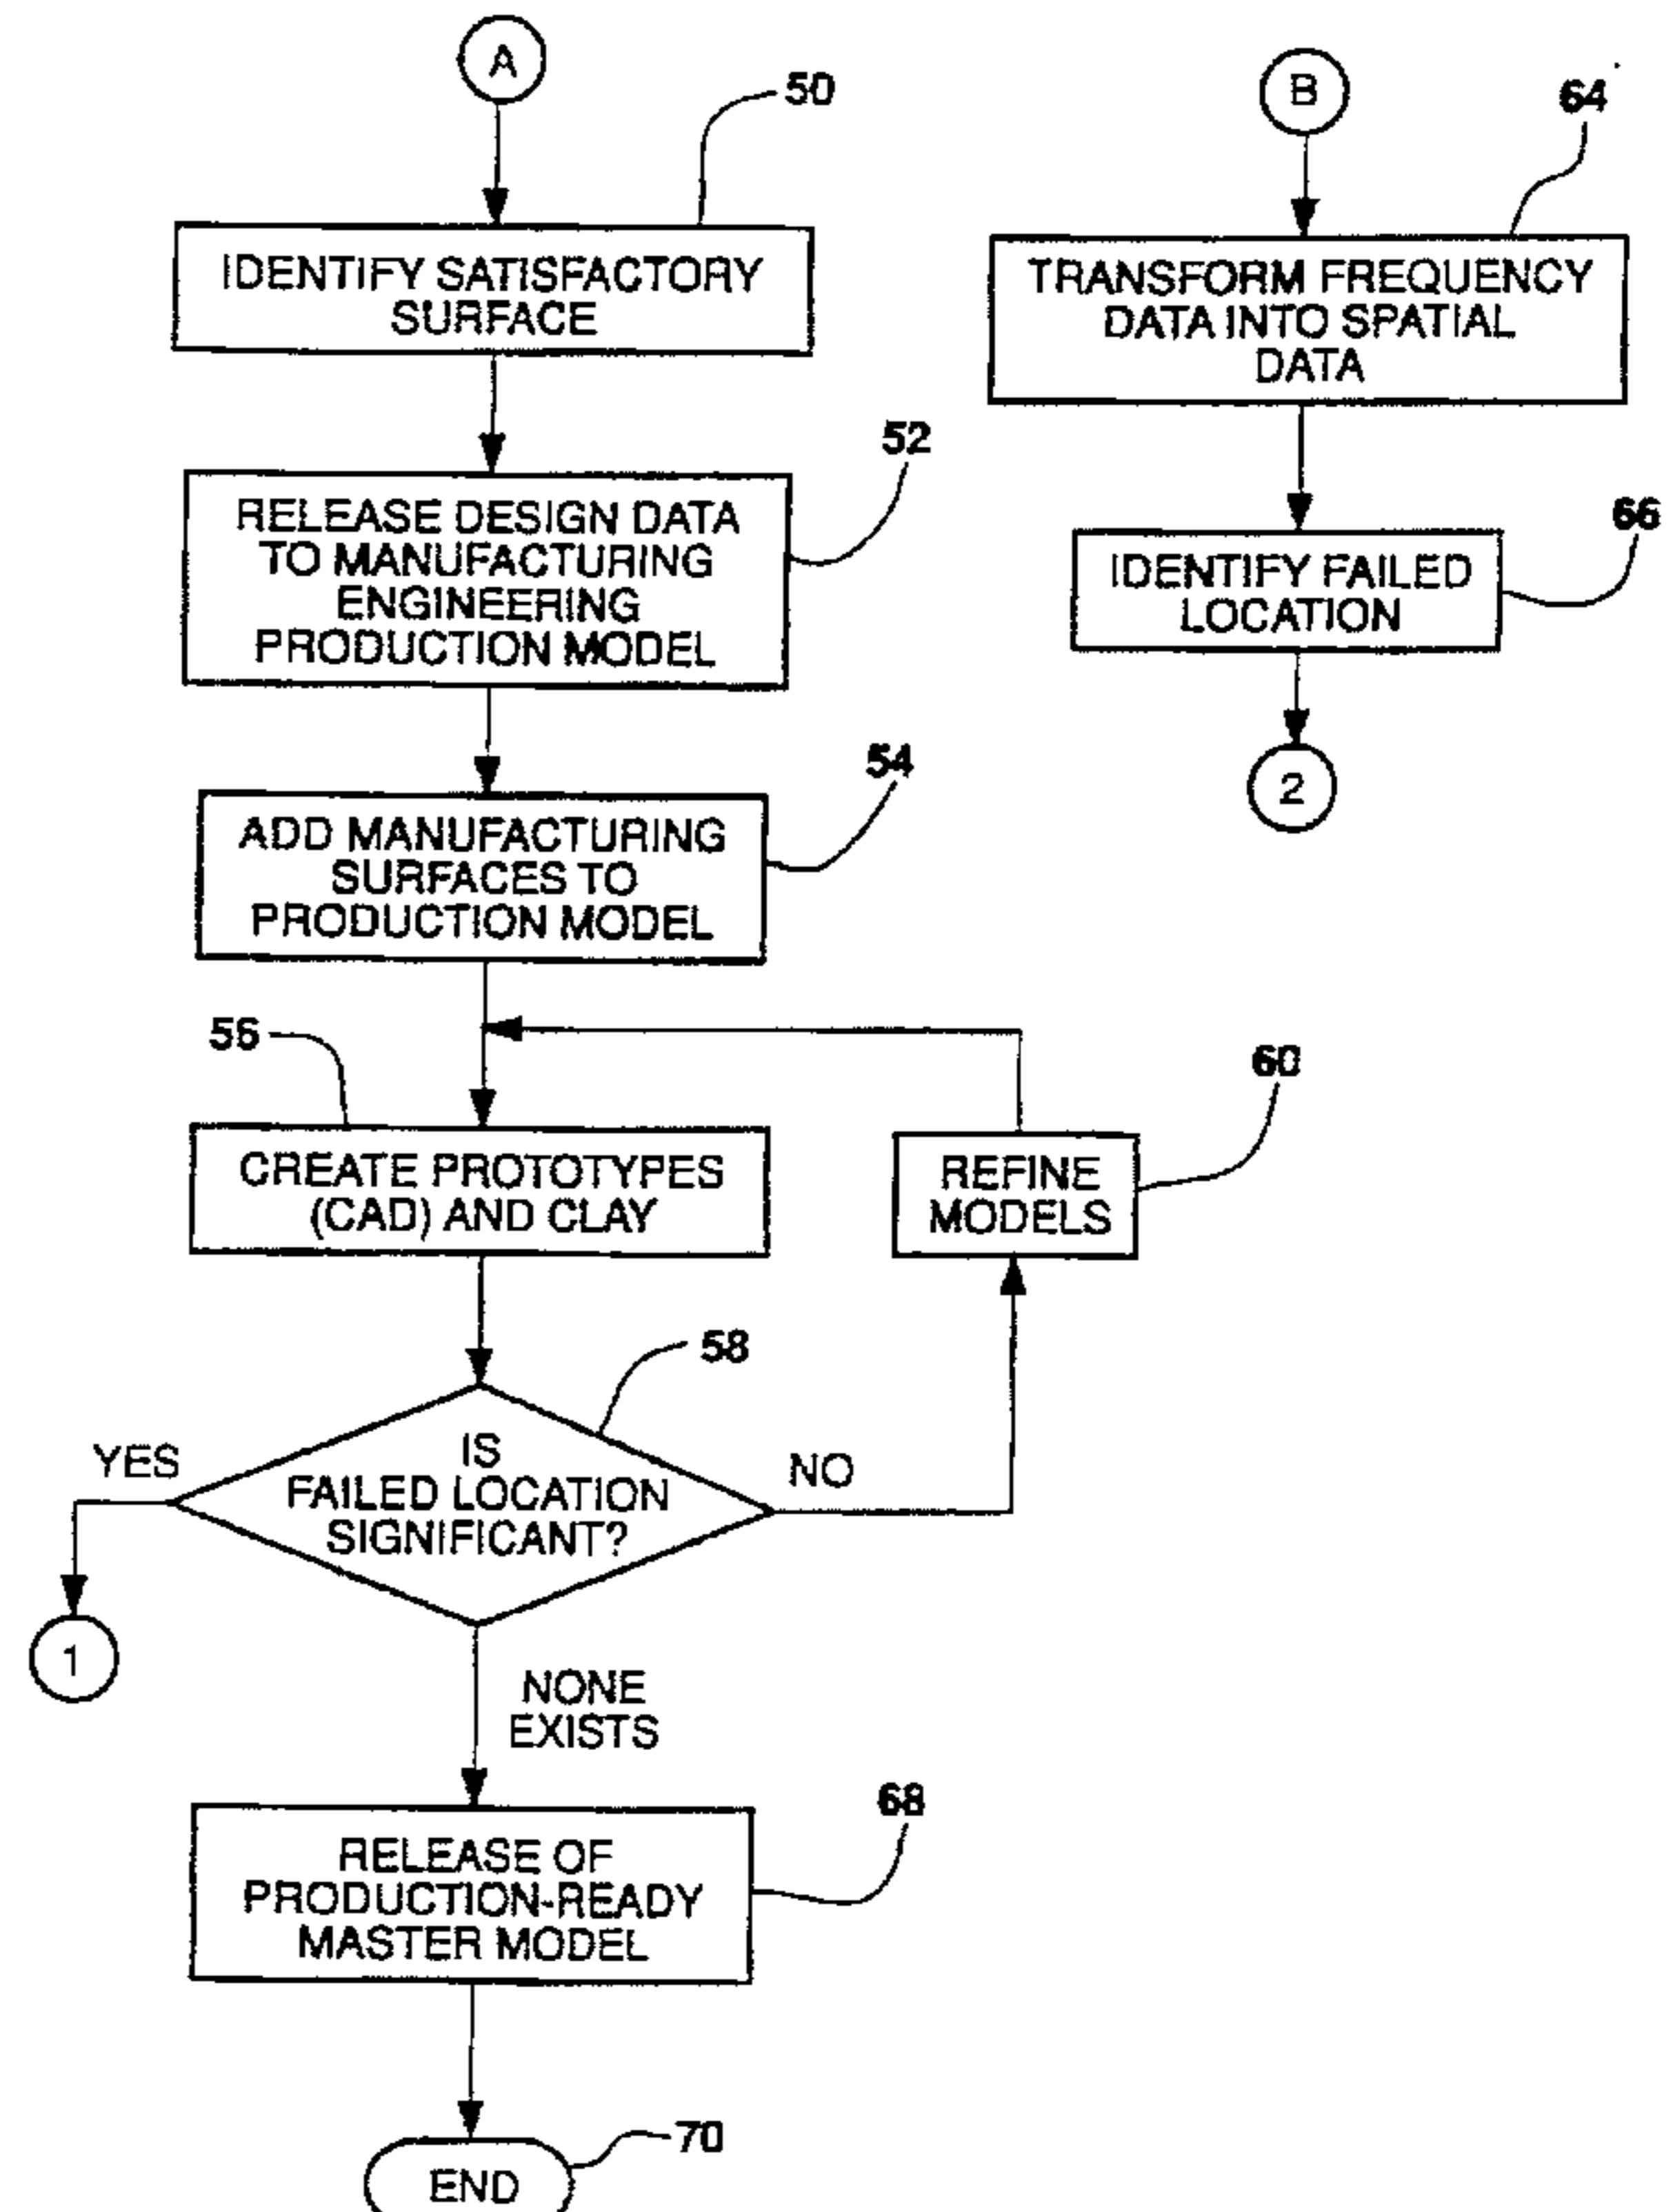 A
50
IDENTIFY SATISFACTORY
SURFACE
52
RELEASE DESIGN DATA
TO MANUFACTURING
ENGINEERING
PRODUCTION MODEL
54
ADD MANUFACTURING
SURFACES TO
PRODUCTION MODEL
56
CREATE PROTOTYPES
(CAD) AND CLAY
60
REFINE
MODELS
58
IS
FAILED LOCATION
SIGNIFICANT?
YES
NO
1
NONE
EXISTS
68
RELEASE OF
PRODUCTION-READY
MASTER MODEL
70
END
B
64
TRANSFORM FREQUENCY
DATA INTO SPATIAL
DATA
66
IDENTIFY FAILED
LOCATION
2